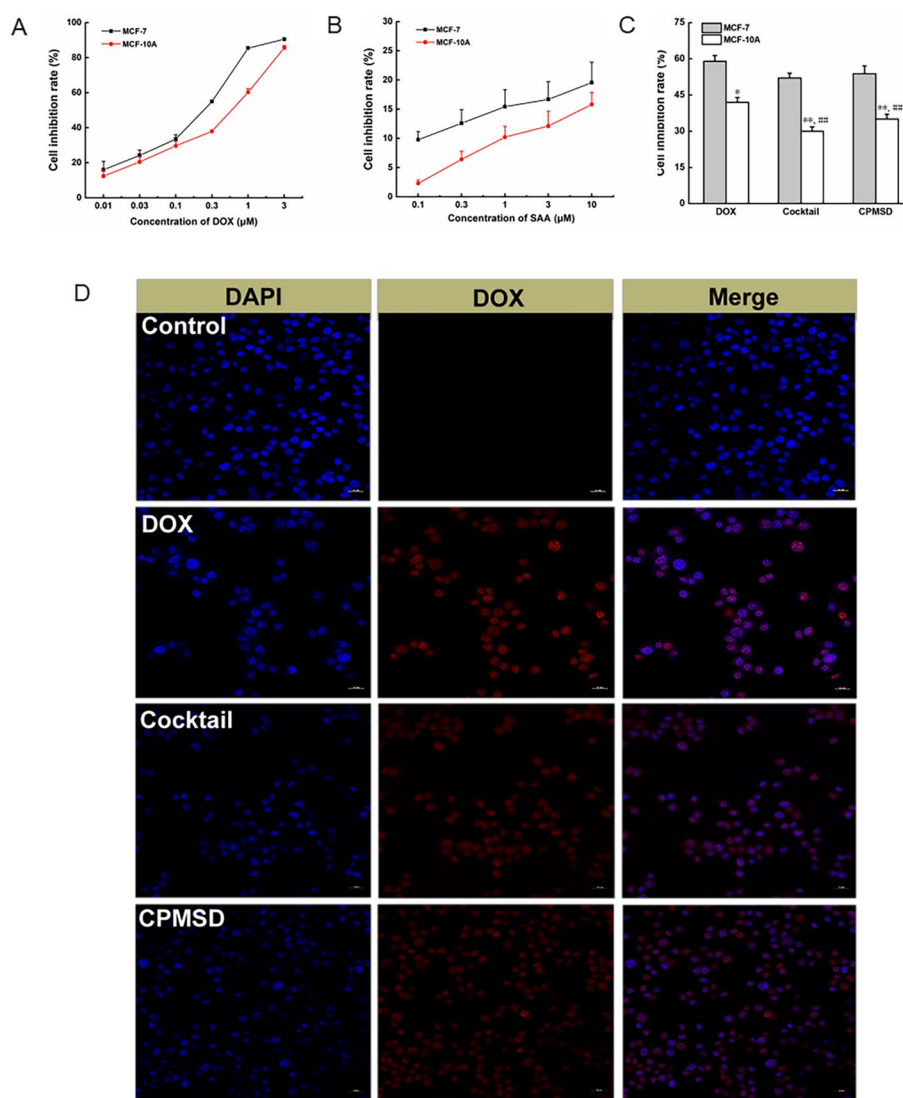 A
MCF-7
MCF-10A
Cell inhibition rate (%)
100
80
60
40
20
0
0.01 0.03 0.1 0.3 1 3
Concentration of DOX (μM)
B
MCF-7
MCF-10A
Cell inhibition rate (%)
30
25
20
15
10
5
0
0.1 0.3 1 3 10
Concentration of SAA (μM)
C
MCF-7
MCF-10A
Cell inhibition rate (%)
75
60
45
30
15
0
*
**, ##
**, ##
DOX Cocktail CPMSD
D
DAPI DOX Merge
Control
DOX
Cocktail
CPMSD